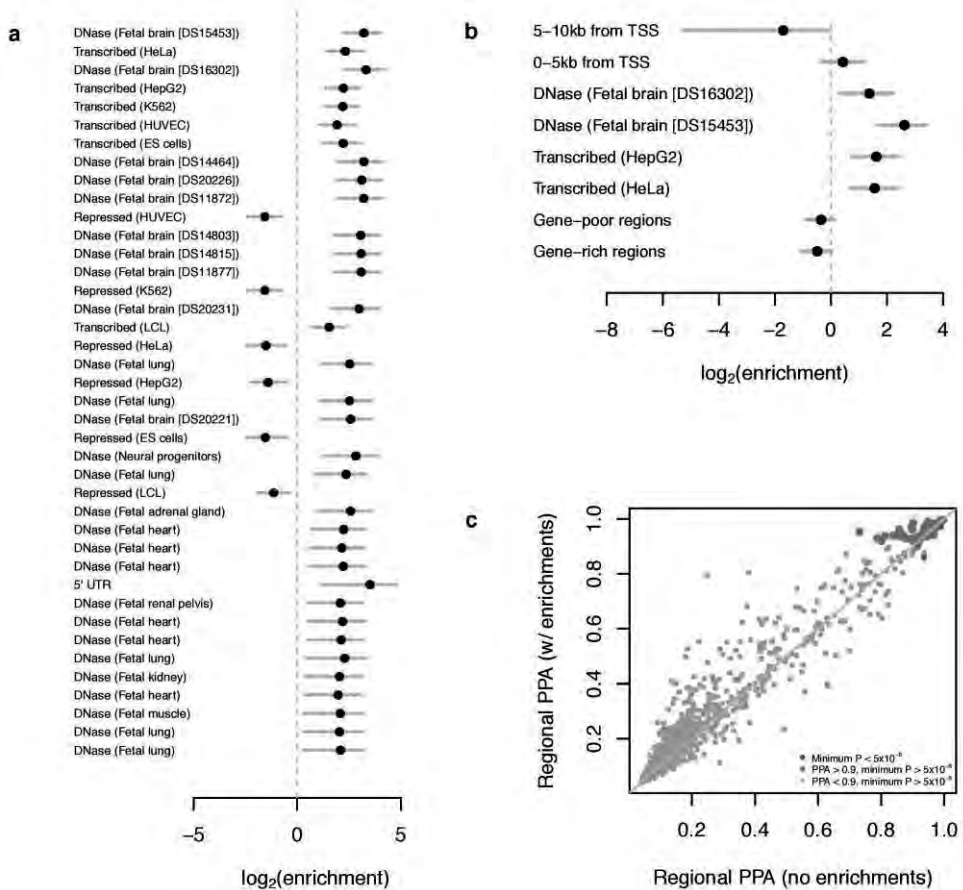 a
DNase (Fetal brain [DS15453])
Transcribed (HeLa)
DNase (Fetal brain [DS16302])
Transcribed (HepG2)
Transcribed (K562)
Transcribed (HUVEC)
Transcribed (ES cells)
DNase (Fetal brain [DS14464])
DNase (Fetal brain [DS20226])
DNase (Fetal brain [DS11872])
Repressed (HUVEC)
DNase (Fetal brain [DS14803])
DNase (Fetal brain [DS14815])
DNase (Fetal brain [DS11877])
Repressed (K562)
DNase (Fetal brain [DS20231])
Transcribed (LCL)
Repressed (HeLa)
DNase (Fetal lung)
Repressed (HepG2)
DNase (Fetal lung)
DNase (Fetal brain [DS20221])
Repressed (ES cells)
DNase (Neural progenitors)
DNase (Fetal lung)
Repressed (LCL)
DNase (Fetal adrenal gland)
DNase (Fetal heart)
DNase (Fetal heart)
DNase (Fetal heart)
5' UTR
DNase (Fetal renal pelvis)
DNase (Fetal heart)
DNase (Fetal heart)
DNase (Fetal lung)
DNase (Fetal kidney)
DNase (Fetal heart)
DNase (Fetal muscle)
DNase (Fetal lung)
DNase (Fetal lung)
−5 0 5
log₂(enrichment)
b
5−10kb from TSS
0−5kb from TSS
DNase (Fetal brain [DS16302])
DNase (Fetal brain [DS15453])
Transcribed (HepG2)
Transcribed (HeLa)
Gene−poor regions
Gene−rich regions
−8 −6 −4 −2 0 2 4
log₂(enrichment)
c
Regional PPA (w/ enrichments)
1.0
0.8
0.6
0.4
0.2
Minimum P < 5x10⁻⁸
PPA > 0.9, minimum P > 5x10⁻⁸
PPA < 0.9, minimum P > 5x10⁻⁸
0.2 0.4 0.6 0.8 1.0
Regional PPA (no enrichments)